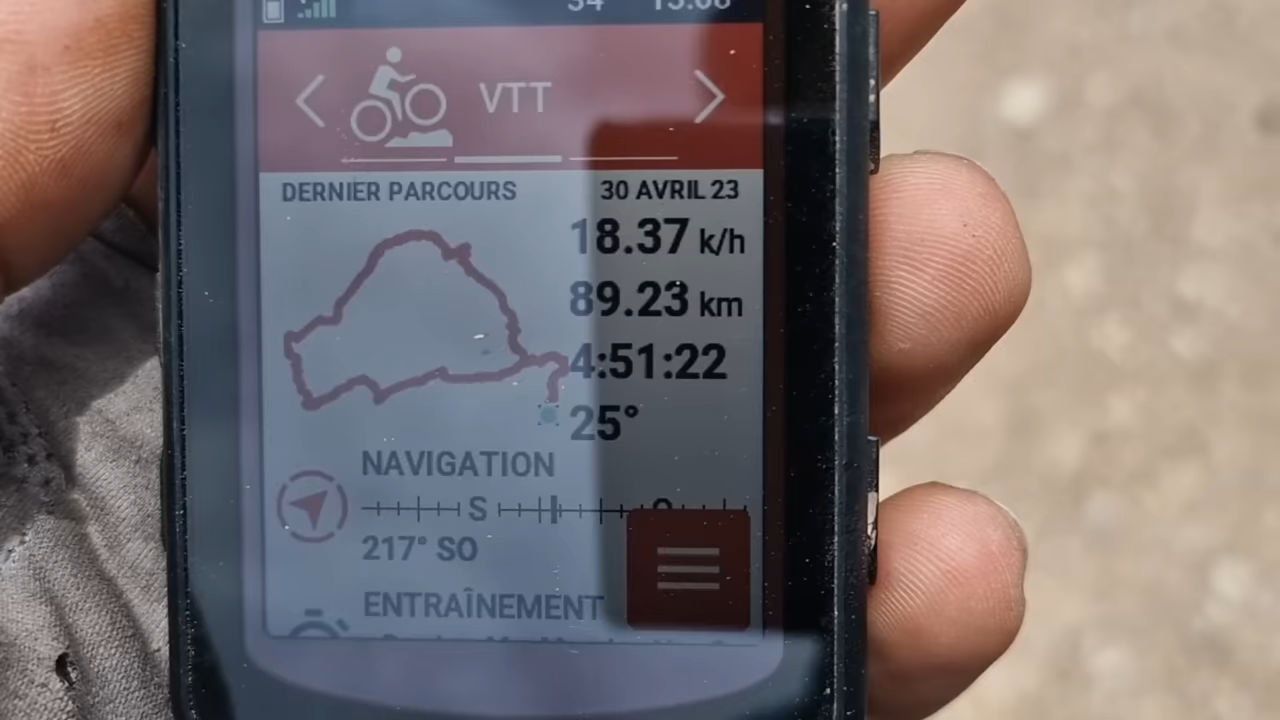 VTT
DERNIER PARCOURS 30 AVRIL 23
18.37 k/h
89.23 km
4:51:22
25°
NAVIGATION
S
217° SO
ENTRAÎNEMENT